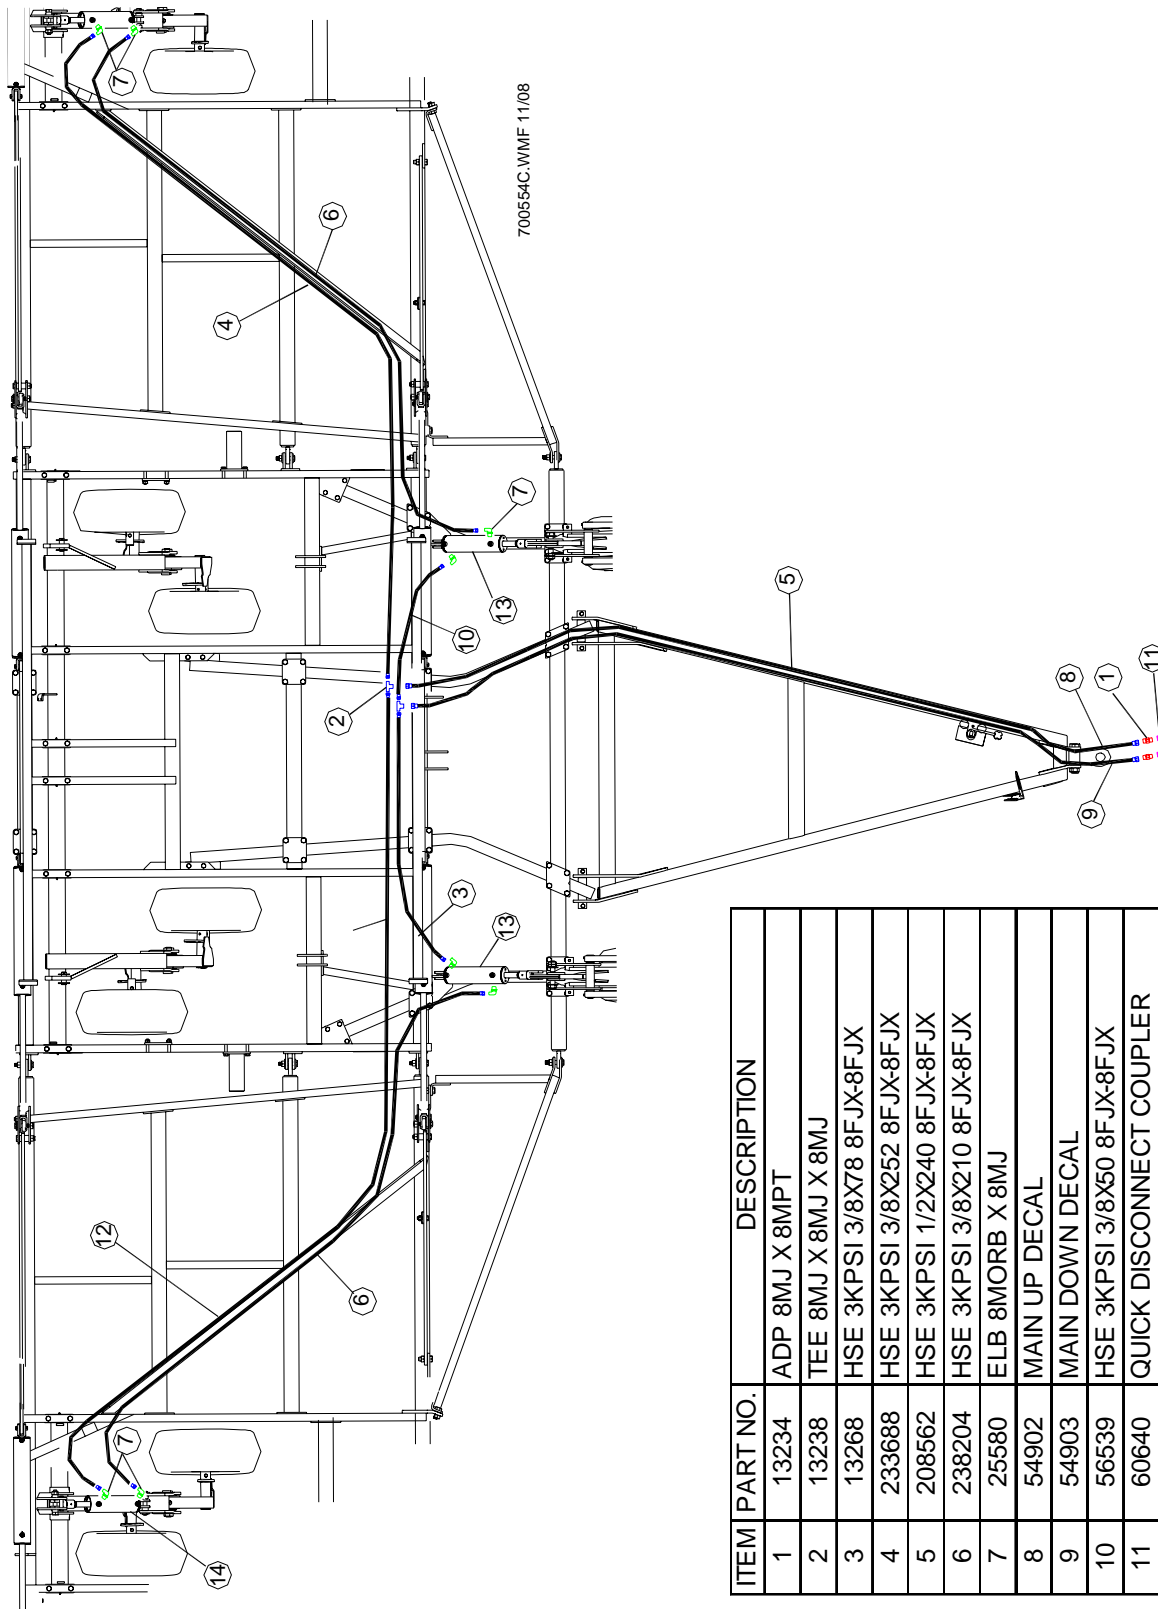 700554C.WMF 11/08
7
6
4
7
13
10
5
2
8
1
11
9
3
13
12
6
7
14
ITEM PART NO. DESCRIPTION
1 13234 ADP 8MJ X 8MPT
2 13238 TEE 8MJ X 8MJ X 8MJ
3 13268 HSE 3KPSI 3/8X78 8FJX-8FJX
4 233688 HSE 3KPSI 3/8X252 8FJX-8FJX
5 208562 HSE 3KPSI 1/2X240 8FJX-8FJX
6 238204 HSE 3KPSI 3/8X210 8FJX-8FJX
7 25580 ELB 8MORB X 8MJ
8 54902 MAIN UP DECAL
9 54903 MAIN DOWN DECAL
10 56539 HSE 3KPSI 3/8X50 8FJX-8FJX
11 60640 QUICK DISCONNECT COUPLER